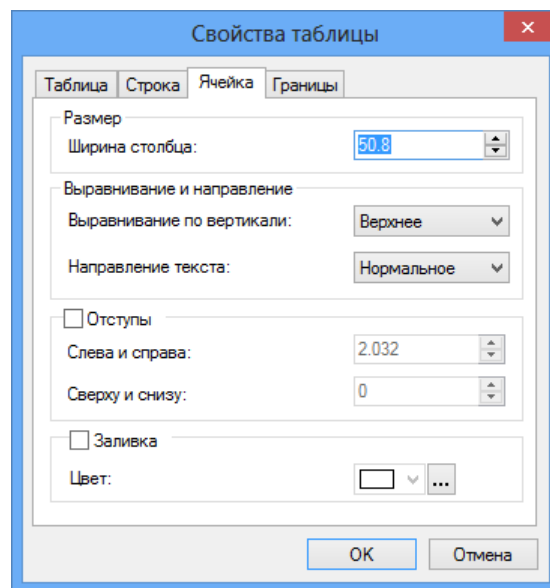 Свойства таблицы
Таблица Строка Ячейка Границы
Размер
Ширина столбца: 50.8
Выравнивание и направление
Выравнивание по вертикали: Верхнее
Направление текста: Нормальное
Отступы
Слева и справа: 2.032
Сверху и снизу: 0
Заливка
Цвет: ...
OK Отмена